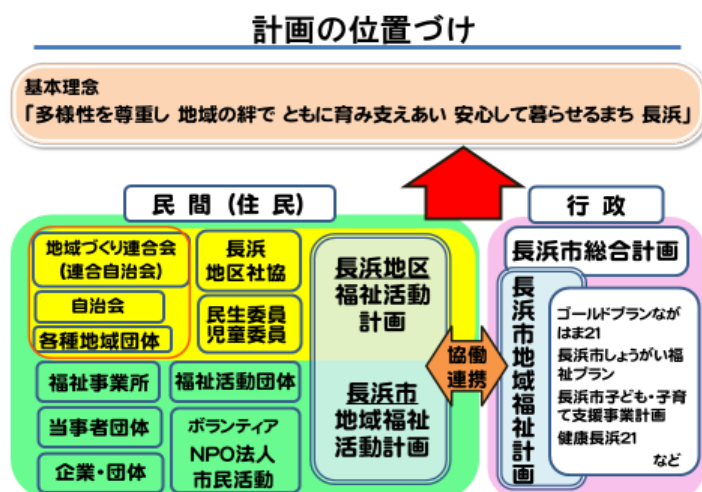 計画の位置づけ
基本理念
「多様性を尊重し 地域の絆で ともに育み支えあい 安心して暮らせるまち 長浜」
民 間 (住 民)
行 政
地域づくり連合会
(連合自治会)
自治会
各種地域団体
長浜
地区社協
民生委員
児童委員
長浜地区
福祉活動
計画
福祉事業所
福祉活動団体
当事者団体
企業・団体
ボランティア
NPO法人
市民活動
長浜市
地域福祉
活動計画
協働
連携
長浜市総合計画
長浜市地域福祉計画
ゴールドプランなが
はま21
長浜市しょうがい福
祉プラン
長浜市子ども・子育
て支援事業計画
健康長浜21
など